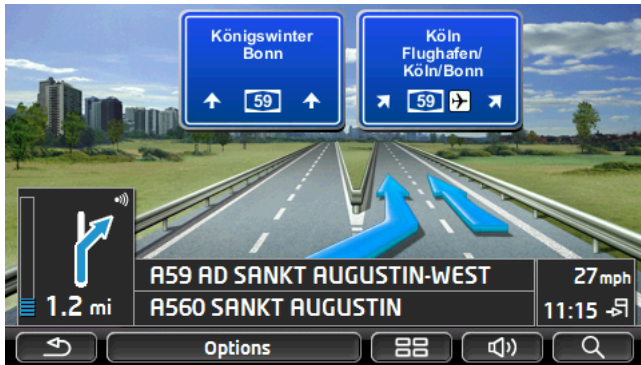 Königswinter
Bonn
59
Köln
Flughafen/
Köln/Bonn
59
A59 AD SANKT AUGUSTIN-WEST
27 mph
1.2 mi
A560 SANKT AUGUSTIN
11:15
Options